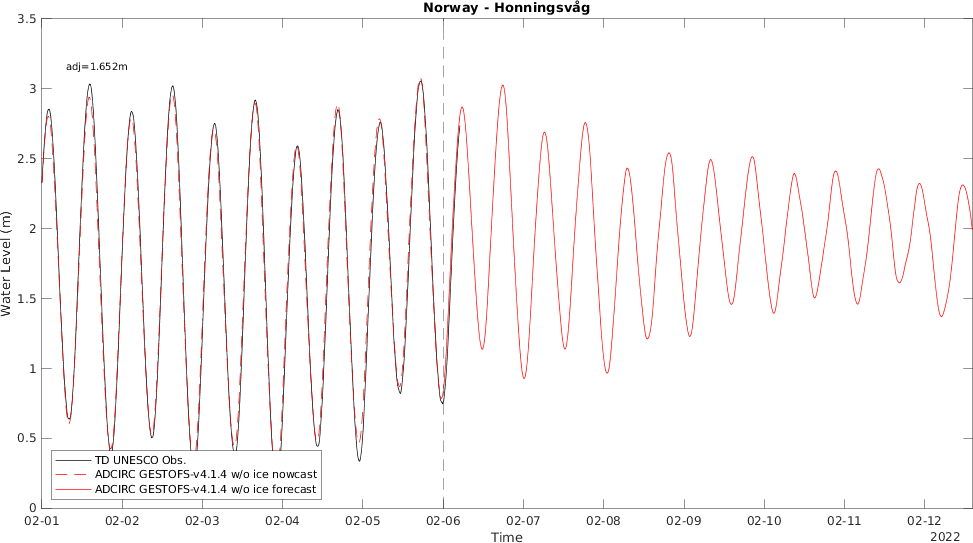 Norway - Honningsvåg
3.5
adj=1.652m
3
2.5
2
Water Level (m)
1.5
1
0.5
TD UNESCO Obs.
ADCIRC GESTOFS-v4.1.4 w/o ice nowcast
ADCIRC GESTOFS-v4.1.4 w/o ice forecast
0
02-01 02-02 02-03 02-04 02-05 02-06 02-07 02-08 02-09 02-10 02-11 02-12
Time 2022